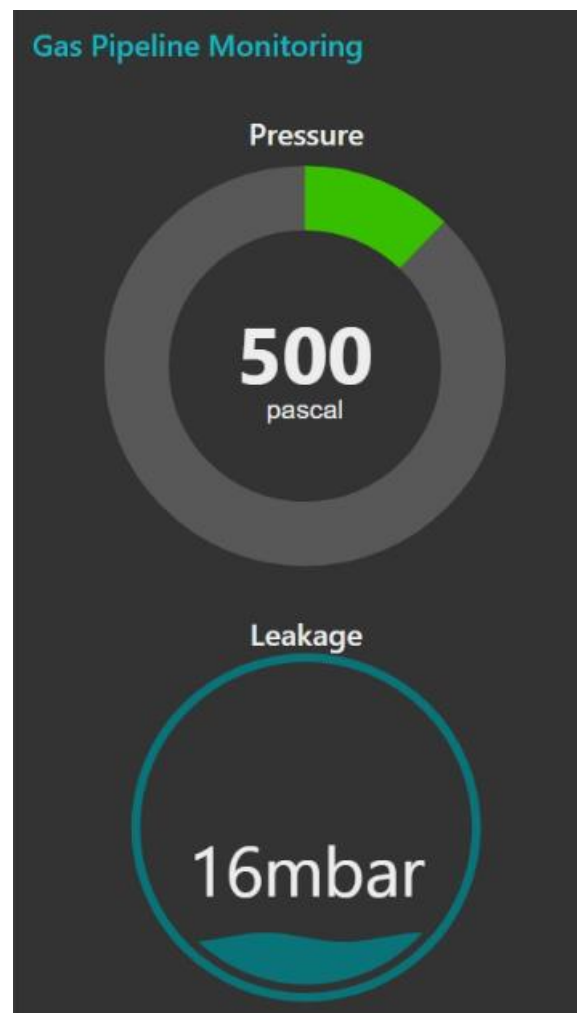 Gas Pipeline Monitoring
Pressure
500
pascal
Leakage
16mbar